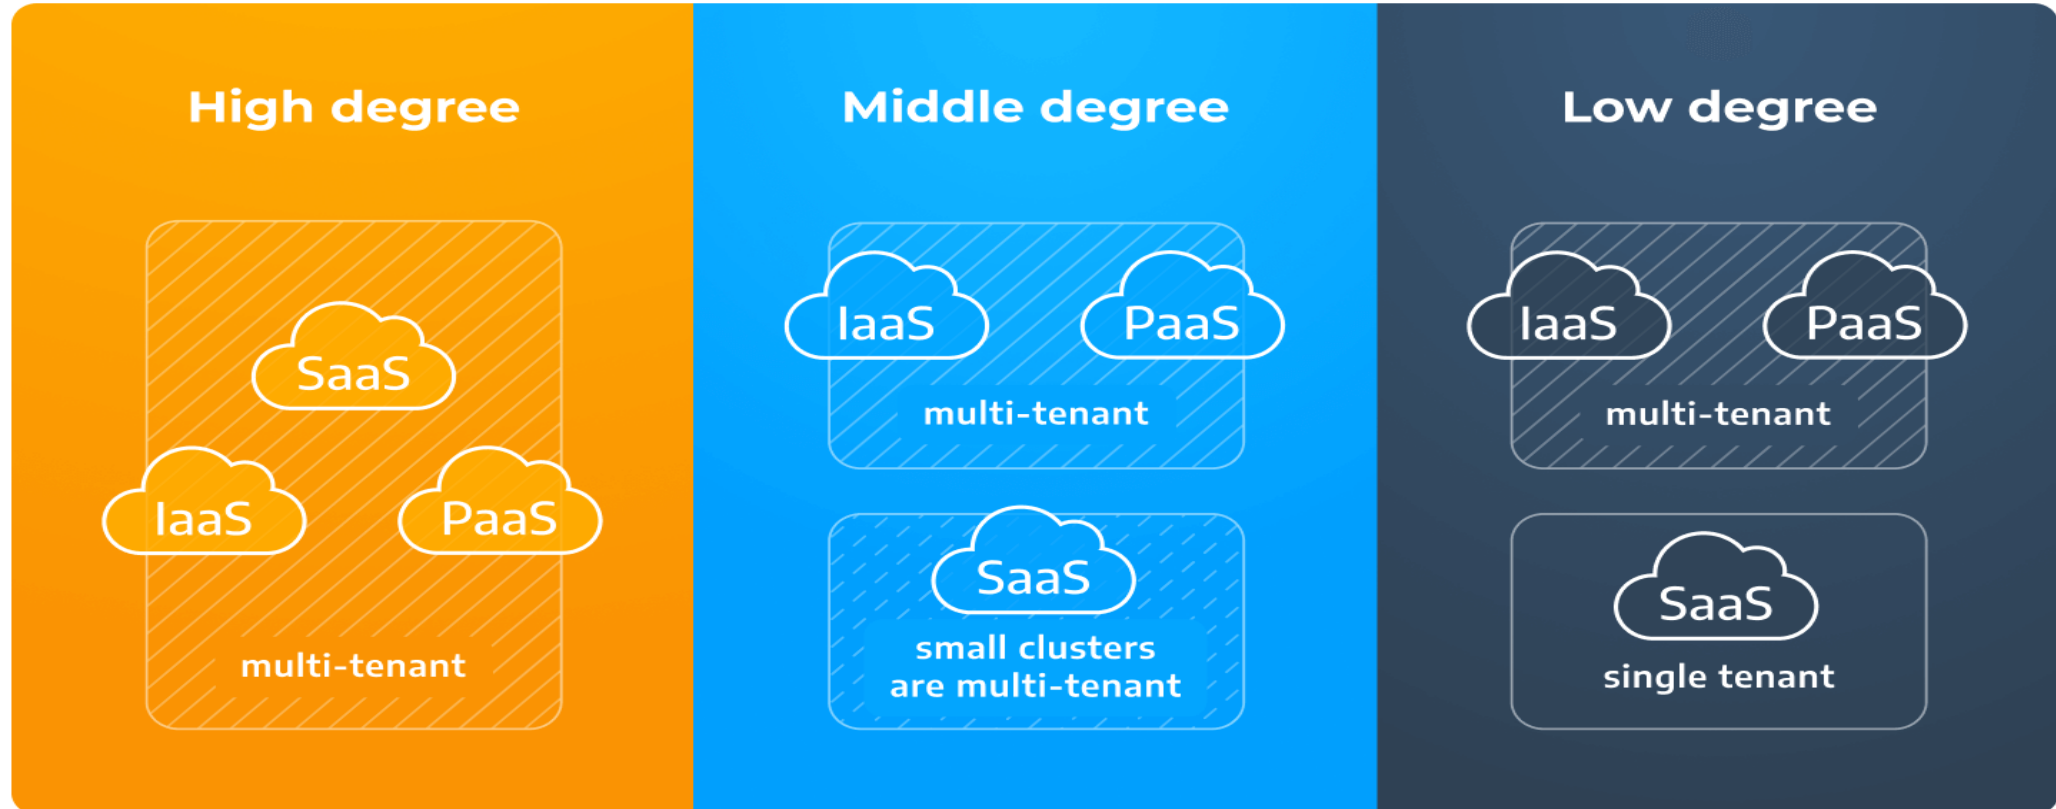 High degree
SaaS
IaaS
PaaS
multi-tenant
Middle degree
IaaS
PaaS
multi-tenant
SaaS
small clusters
are multi-tenant
Low degree
IaaS
PaaS
multi-tenant
SaaS
single tenant